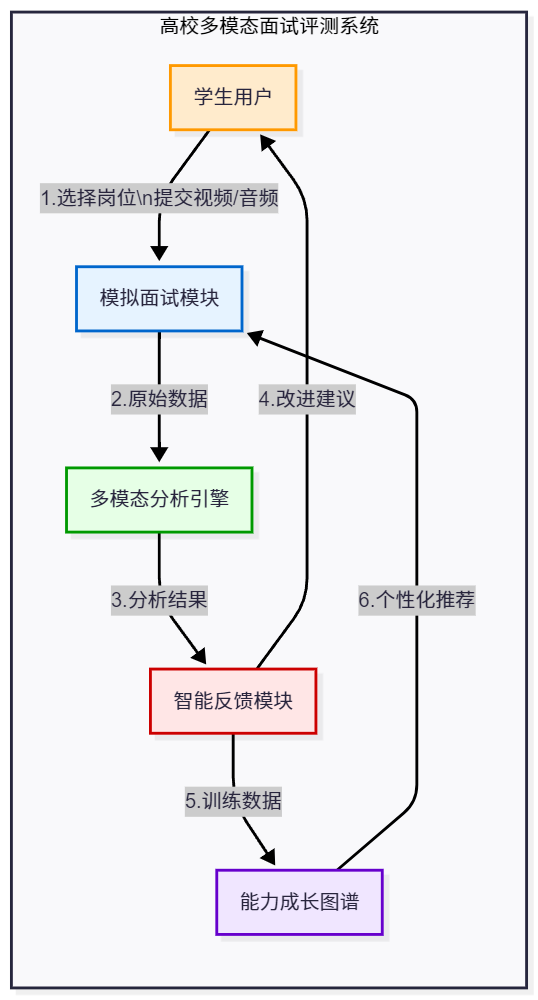 高校多模态面试评测系统
学生用户
1.选择岗位\n提交视频/音频
模拟面试模块
2.原始数据
4.改进建议
多模态分析引擎
3.分析结果
6.个性化推荐
智能反馈模块
5.训练数据
能力成长图谱